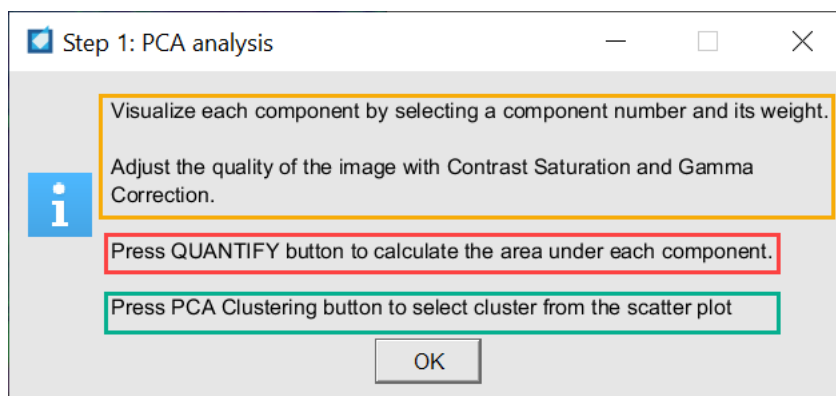 Step 1: PCA analysis
Visualize each component by selecting a component number and its weight.
Adjust the quality of the image with Contrast Saturation and Gamma
Correction.
Press QUANTIFY button to calculate the area under each component.
Press PCA Clustering button to select cluster from the scatter plot
OK